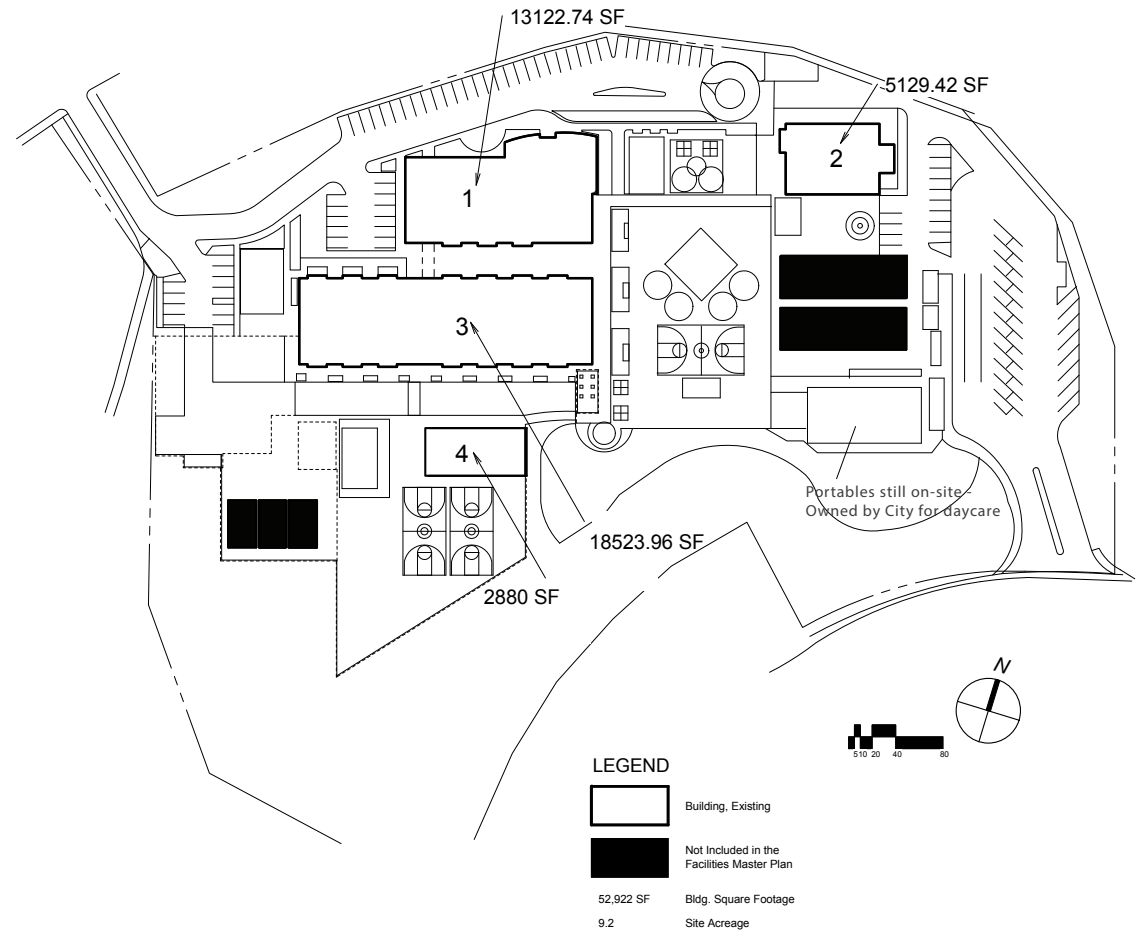 13122.74 SF
5129.42 SF
1
2
3
4
Portables still on-site -
Owned by City for daycare
18523.96 SF
2880 SF
N
5 10 20 40 80
LEGEND
Building, Existing
Not Included in the
Facilities Master Plan
52,922 SF Bldg. Square Footage
9.2 Site Acreage